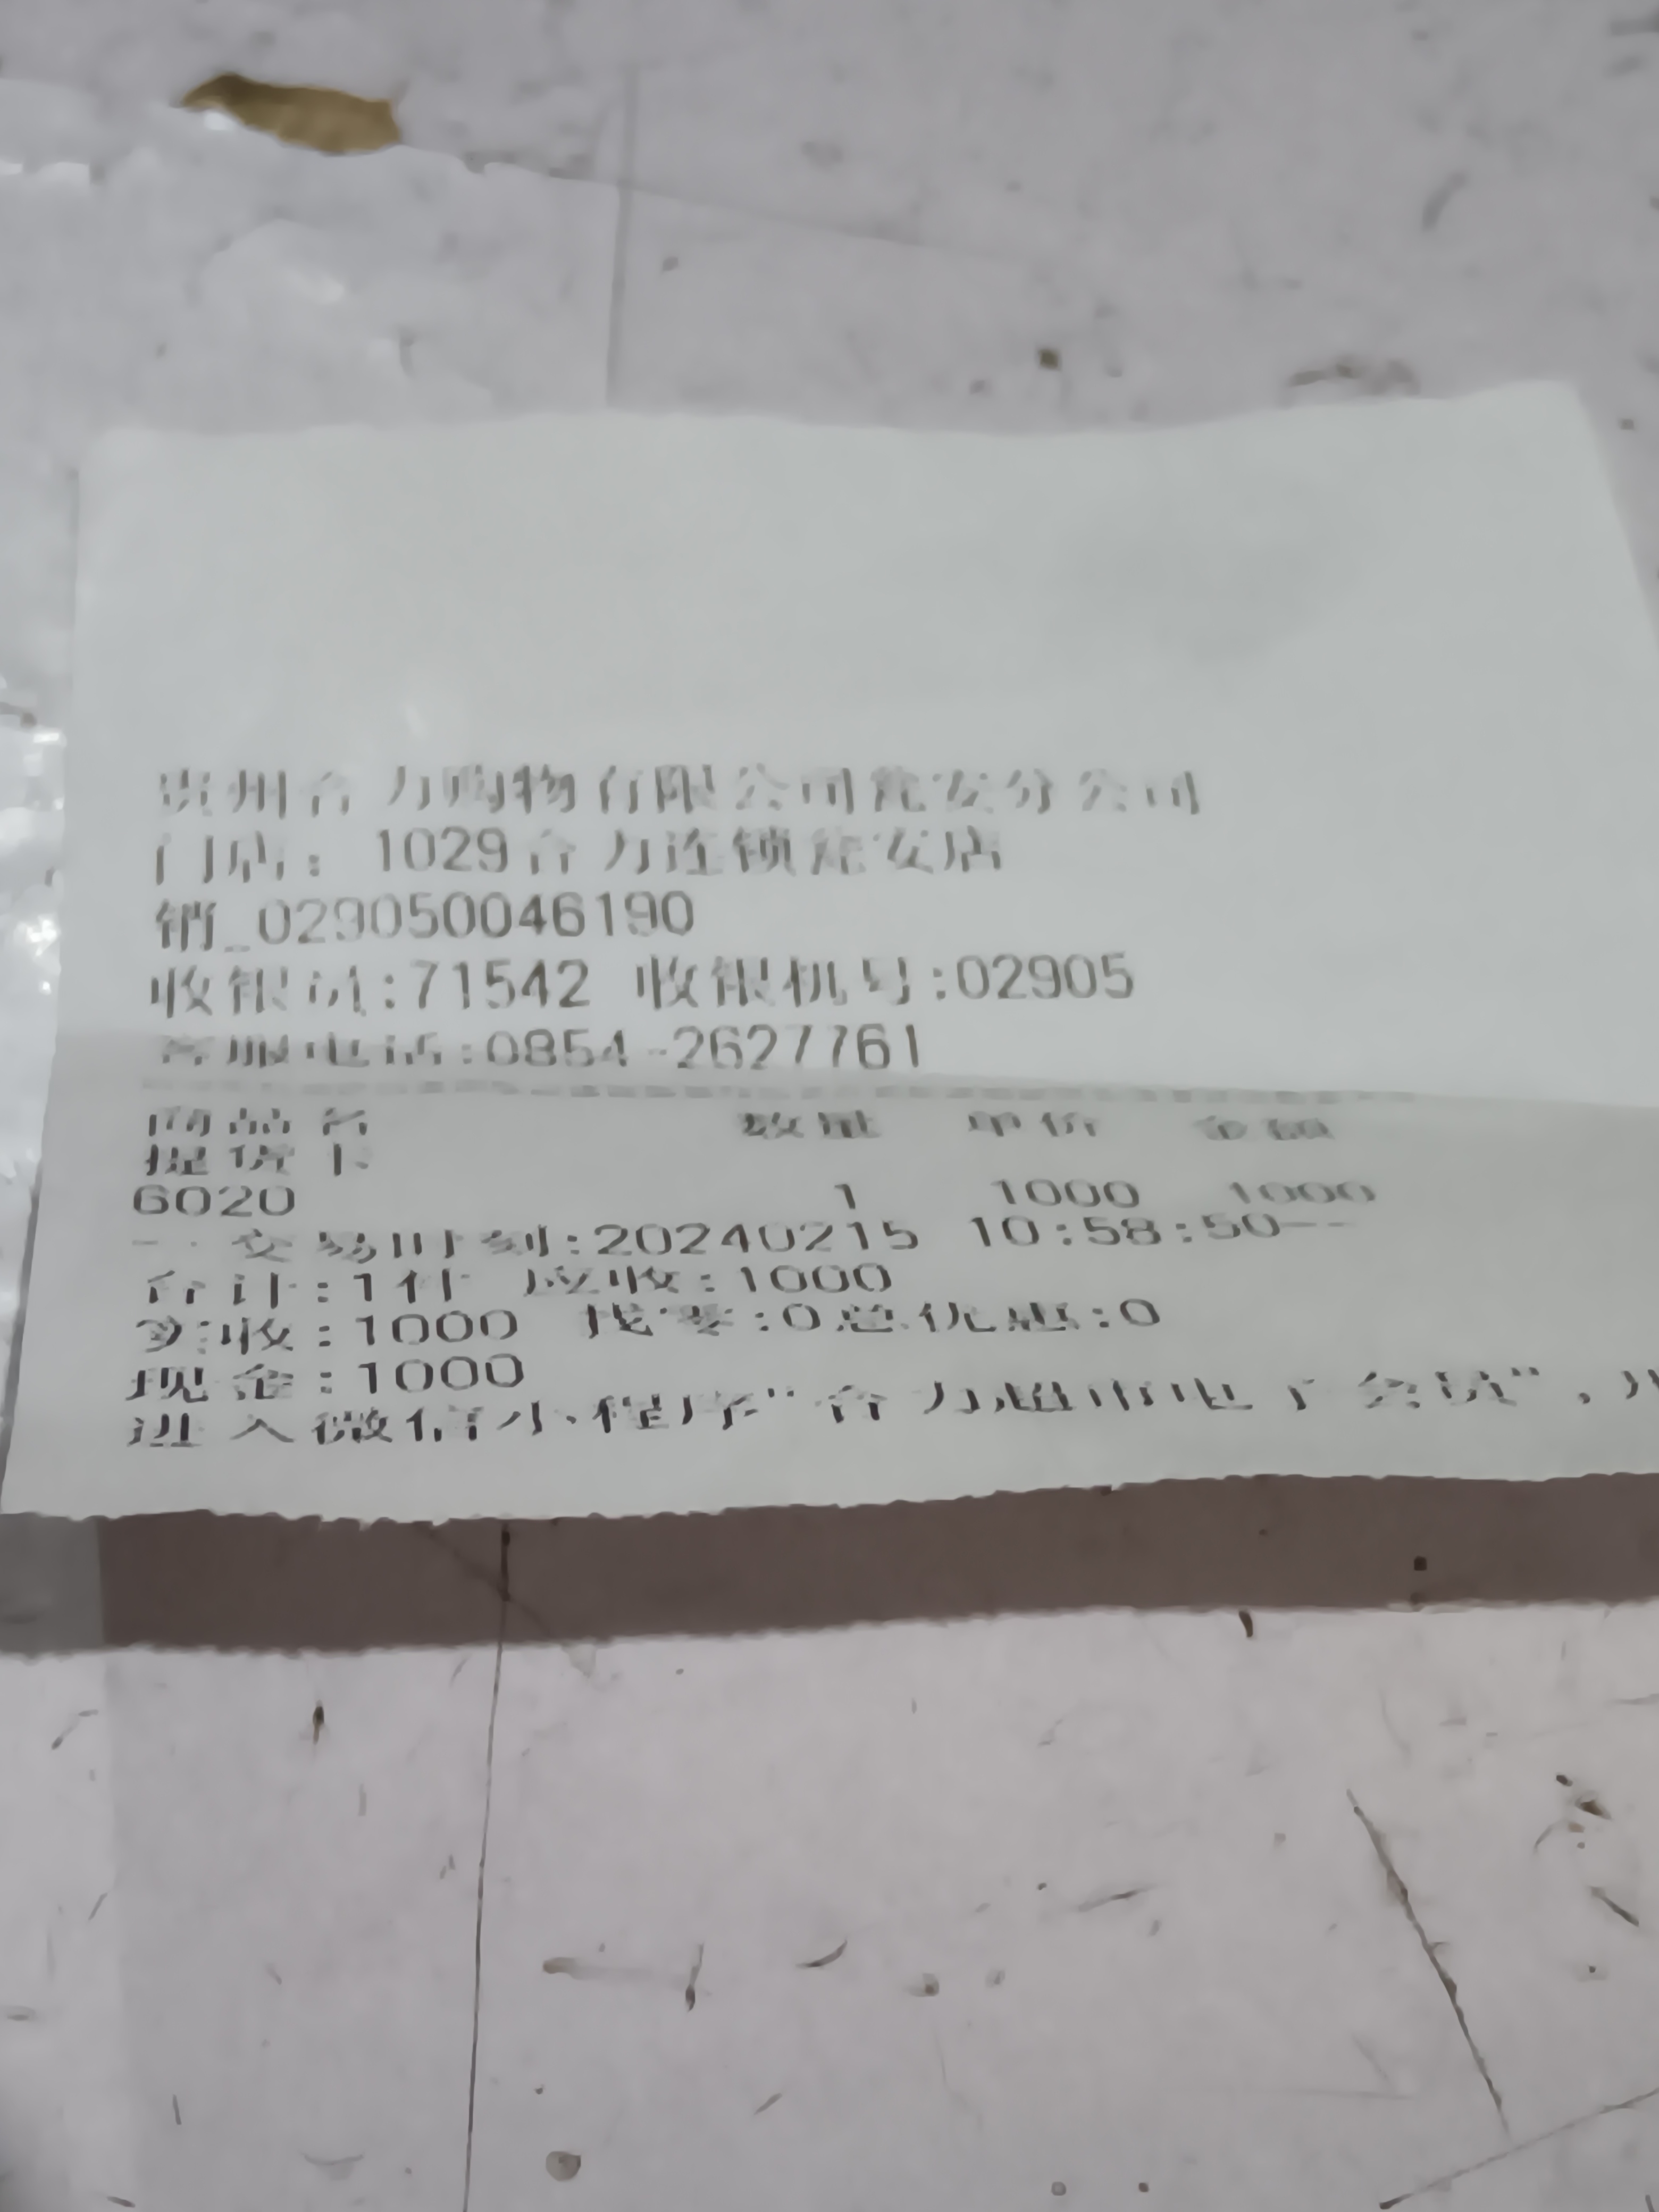 贵州合力购物有限公司瓮安分公司
门店: 1029合力连锁瓮安店
销_029050046190
收银员:71542 收银机号:02905
客服电话:0854-2627761
商品名 数量 单价 金额
提货卡
6020 1 1000 1000
--交易时刻:20240215 10:58:50--
合计:1件 应收:1000
实收:1000 找零:0总优惠:0
现金:1000
进入微信小程序"合力超市电子会员",